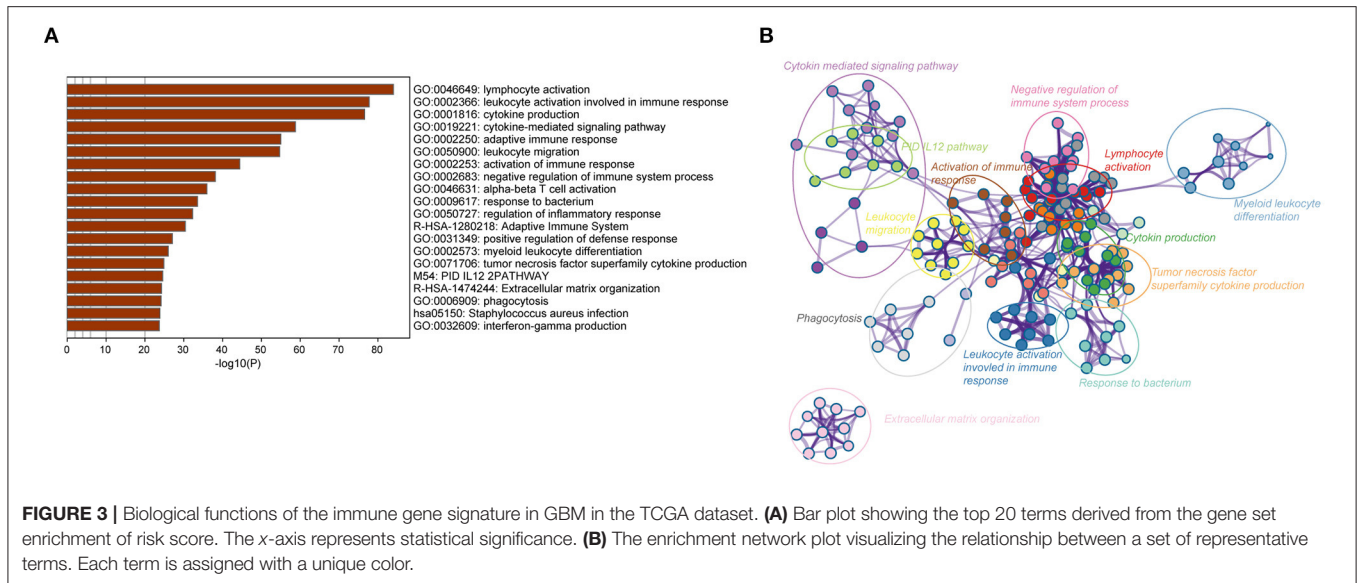 A
GO:0046649: lymphocyte activation
GO:0002366: leukocyte activation involved in immune response
GO:0001816: cytokine production
GO:0019221: cytokine-mediated signaling pathway
GO:0002250: adaptive immune response
GO:0050900: leukocyte migration
GO:0002253: activation of immune response
GO:0002683: negative regulation of immune system process
GO:0046631: alpha-beta T cell activation
GO:0009617: response to bacterium
GO:0050727: regulation of inflammatory response
R-HSA-1280218: Adaptive Immune System
GO:0031349: positive regulation of defense response
GO:0002573: myeloid leukocyte differentiation
GO:0071706: tumor necrosis factor superfamily cytokine production
M54: PID IL12 2PATHWAY
R-HSA-1474244: Extracellular matrix organization
GO:0006909: phagocytosis
hsa05150: Staphylococcus aureus infection
GO:0032609: interferon-gamma production
0 10 20 30 40 50 60 70 80
-log10(P)
B
Cytokin mediated signaling pathway
Negative regulation of
immune system process
PID IL12 pathway
Activation of immune
response
Lymphocyte
activation
Myeloid leukocyte
differentiation
Leukocyte
migration
Cytokin production
Tumor necrosis factor
superfamily cytokine production
Phagocytosis
Leukocyte activation
invovled in immune
response
Response to bacterium
Extracellular matrix organization
FIGURE 3 | Biological functions of the immune gene signature in GBM in the TCGA dataset. (A) Bar plot showing the top 20 terms derived from the gene set
enrichment of risk score. The x-axis represents statistical significance. (B) The enrichment network plot visualizing the relationship between a set of representative
terms. Each term is assigned with a unique color.